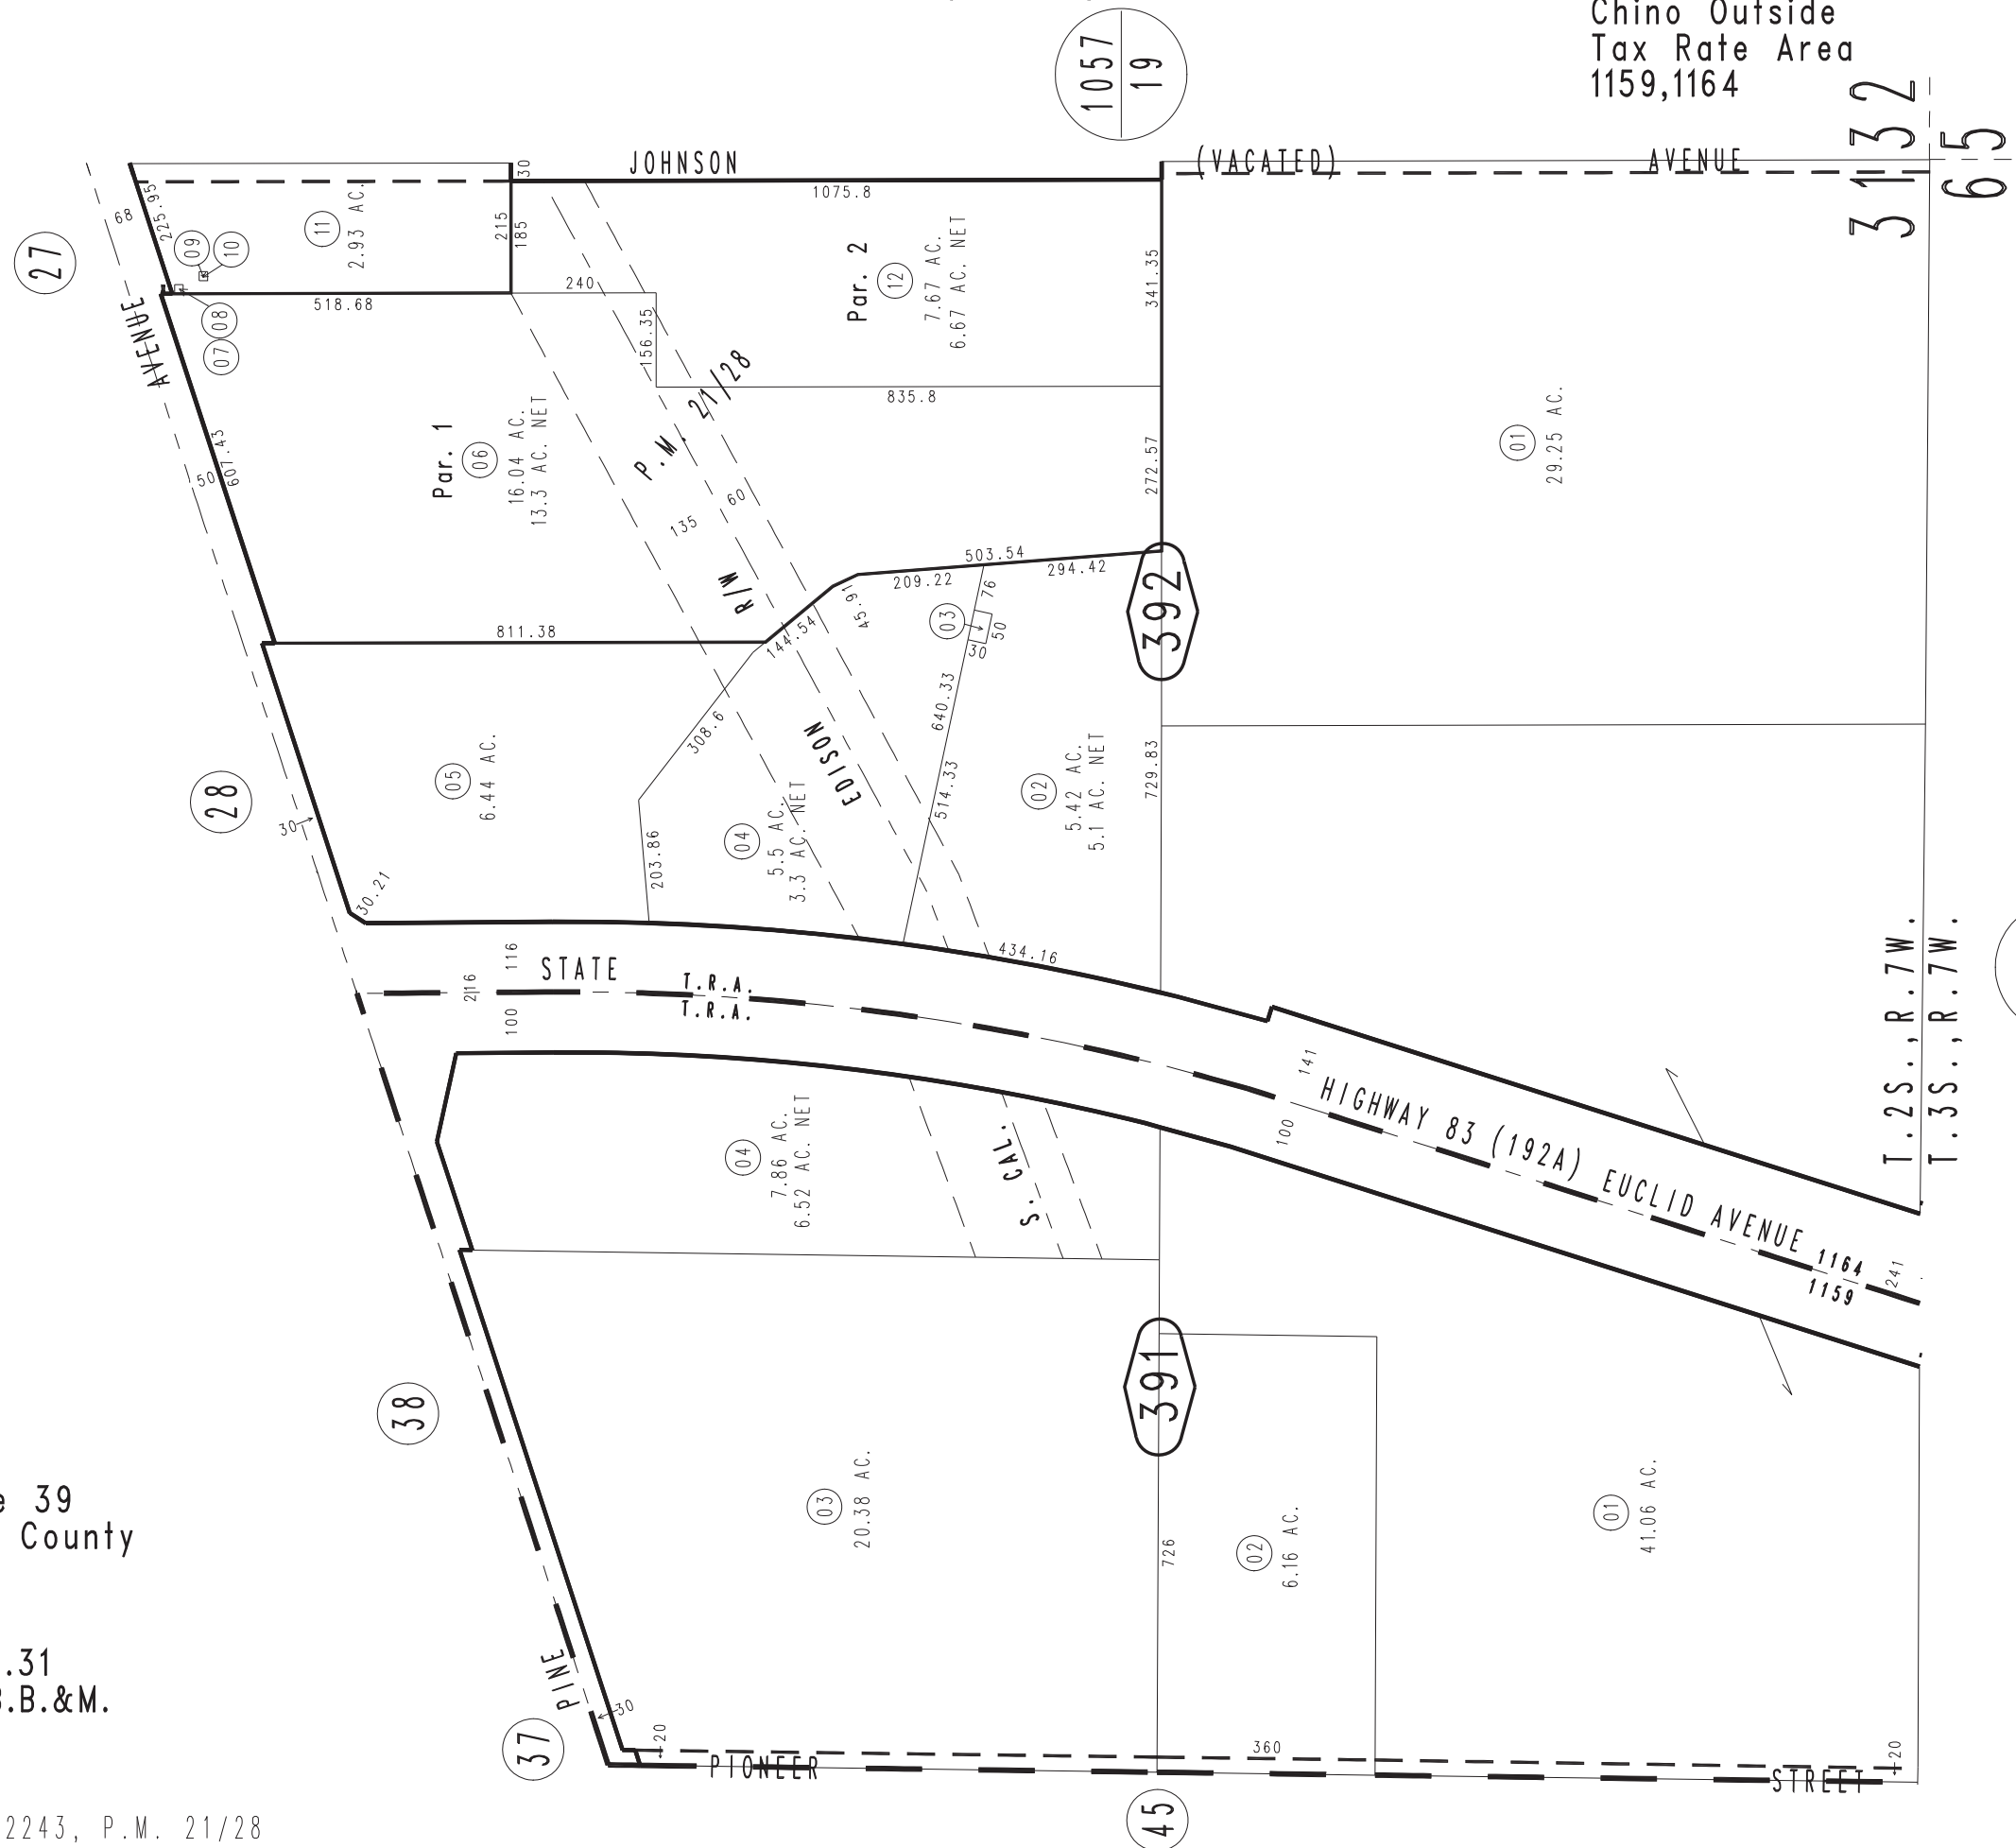 Chino Outside
Tax Rate Area
1159,1164
1057
19
31 32
6 5
JOHNSON
(VACATED)
AVENUE
30
1075.8
68
225.95
09
10
11
2.93 AC.
215
185
27
AVENUE
518.68
07
08
240
156.35
Par. 2
12
7.67 AC.
6.67 AC. NET
341.35
835.8
P.M. 21/28
50
607.43
Par. 1
06
16.04 AC.
13.3 AC. NET
135
60
R/W
272.57
01
29.25 AC.
503.54
209.22
294.42
45.91
144.54
03
76
50
30
392
811.38
308.6
640.33
514.33
EDISON
28
30
05
6.44 AC.
203.86
04
5.5 AC.
3.3 AC. NET
02
5.42 AC.
5.1 AC. NET
729.83
30.21
434.16
116
216
100
STATE
T.R.A.
T.R.A.
T.2S.,R.7W.
T.3S.,R.7W.
141
100
HIGHWAY 83 (192A) EUCLID AVENUE
1164
1159
241
04
7.86 AC.
6.52 AC. NET
S. CAL.
391
38
03
20.38 AC.
726
02
6.16 AC.
01
41.06 AC.
39
County
.31
.B.&M.
PINE
30
37
20
PIONEER
360
STREET
20
45
2243, P.M. 21/28